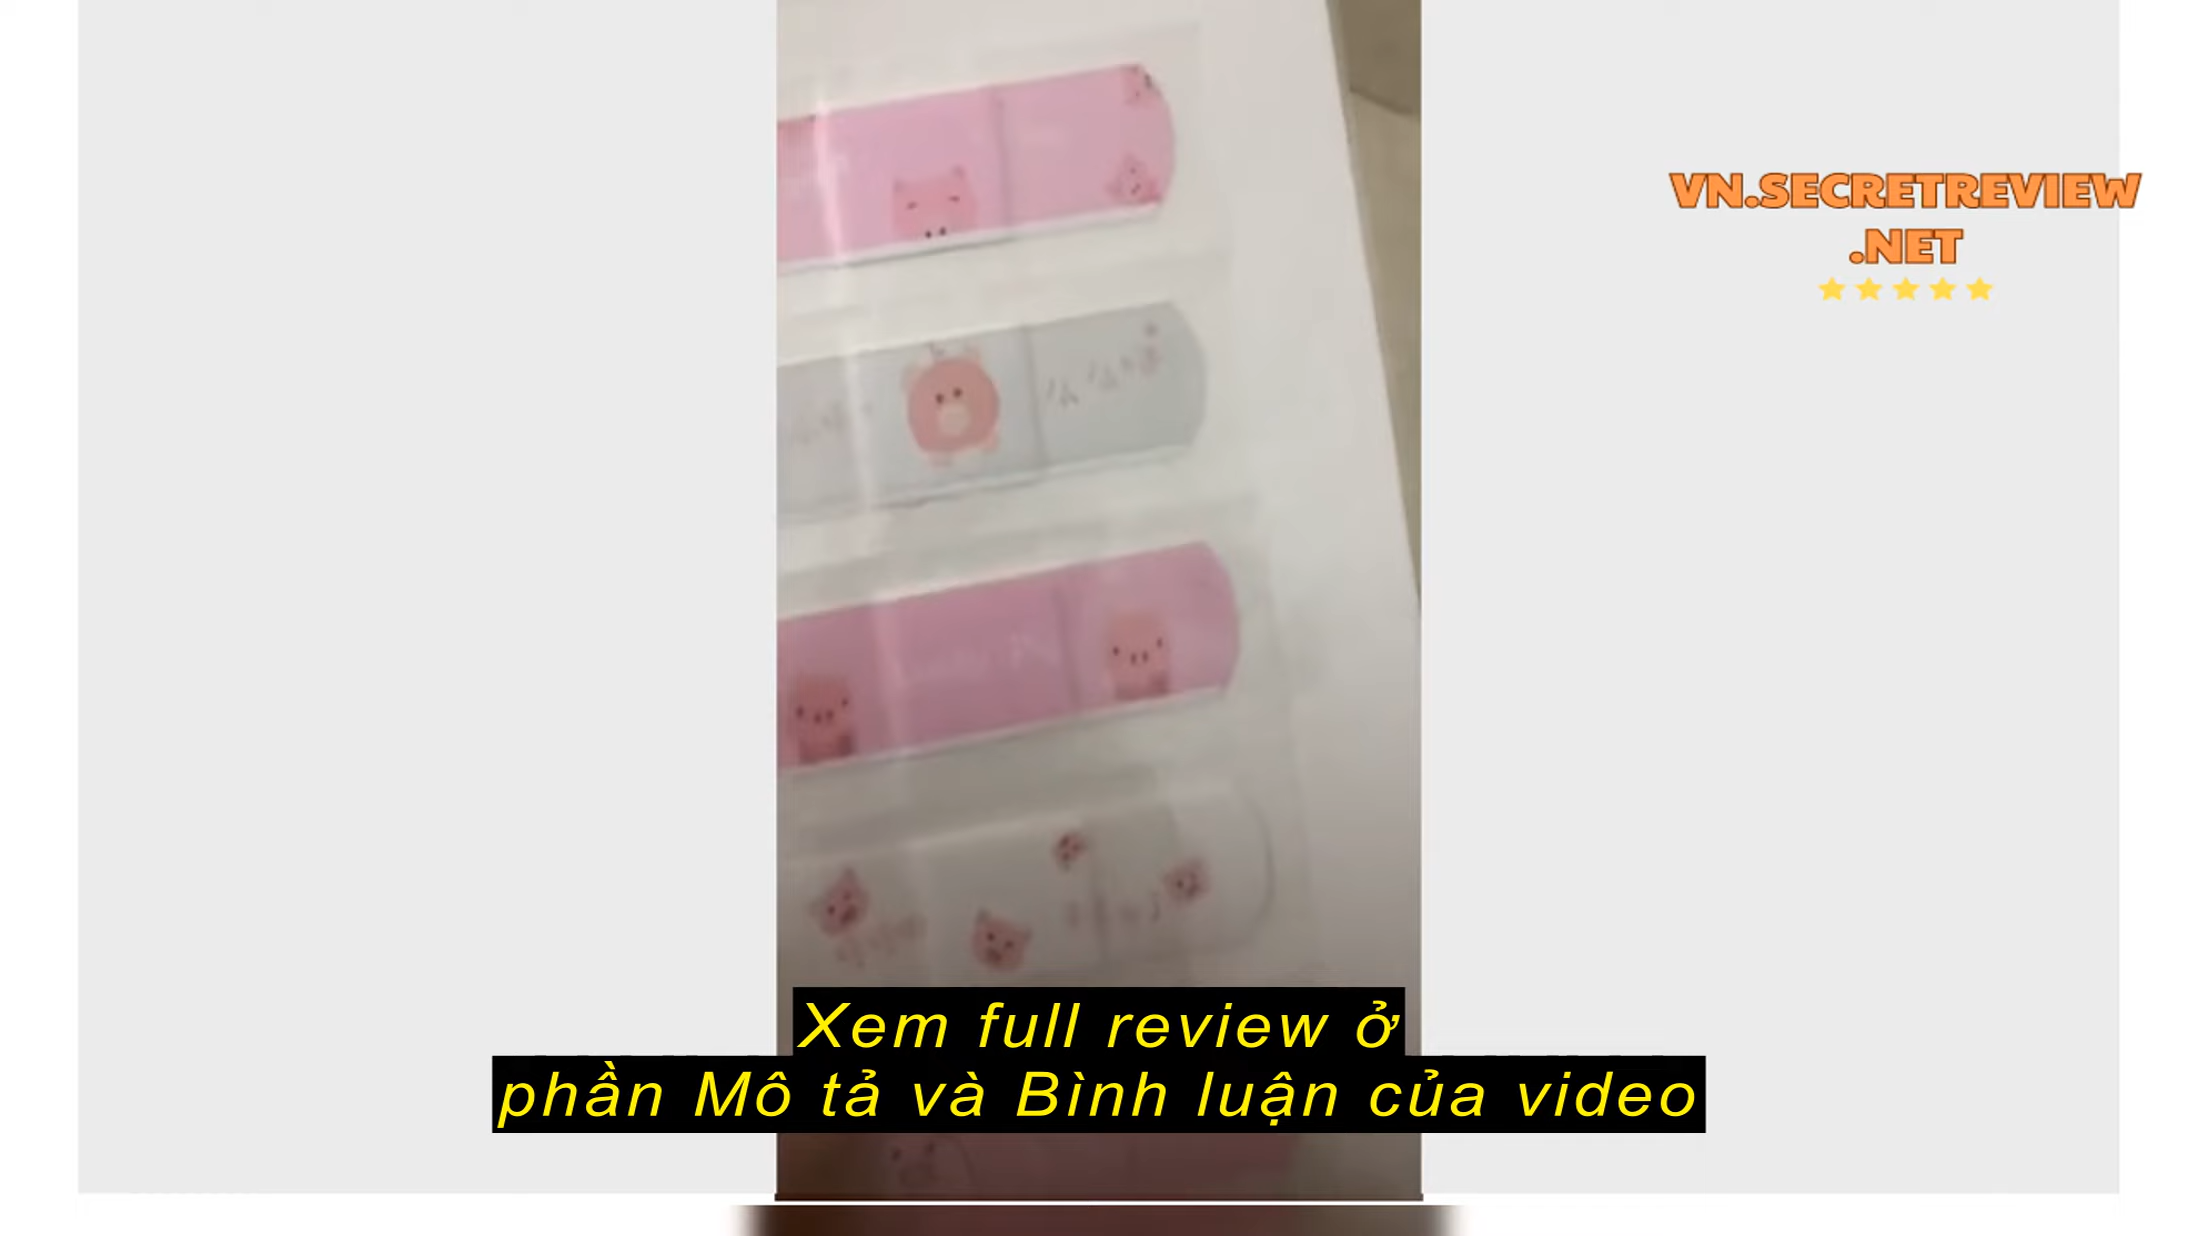 VN.SECRETREVIEW
.NET
Xem full review ở
phần Mô tả và Bình luận của video